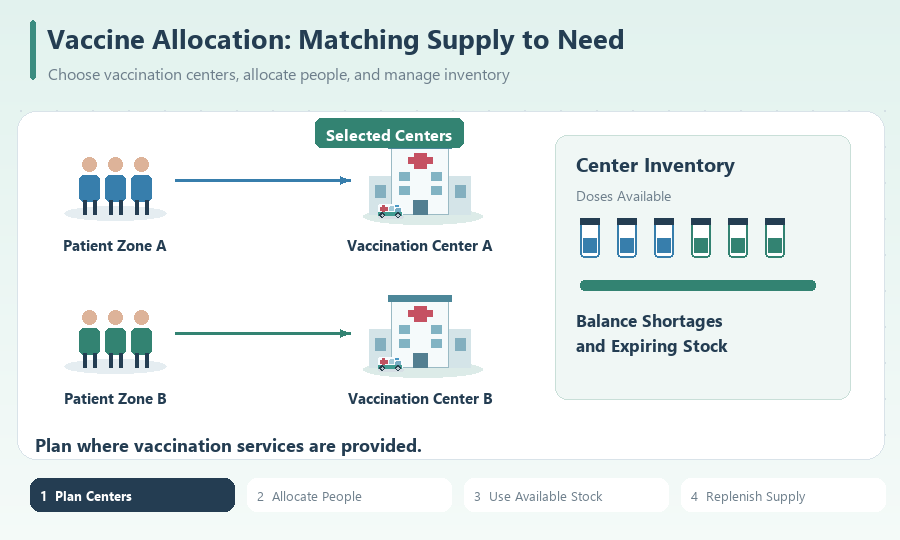 Vaccine Allocation: Matching Supply to Need
Choose vaccination centers, allocate people, and manage inventory
Selected Centers
Patient Zone A
Vaccination Center A
Patient Zone B
Vaccination Center B
Center Inventory
Doses Available
Balance Shortages
and Expiring Stock
Plan where vaccination services are provided.
1 Plan Centers
2 Allocate People
3 Use Available Stock
4 Replenish Supply